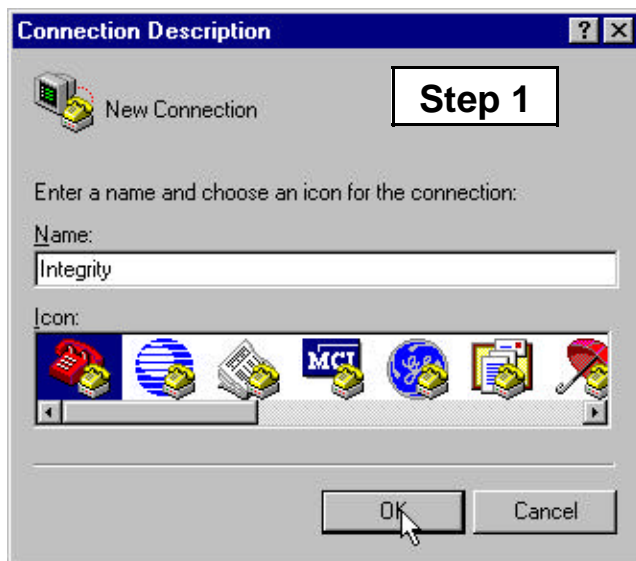 Connection Description
New Connection
Step 1
Enter a name and choose an icon for the connection:
Name:
Integrity
Icon:
MCI
OK
Cancel